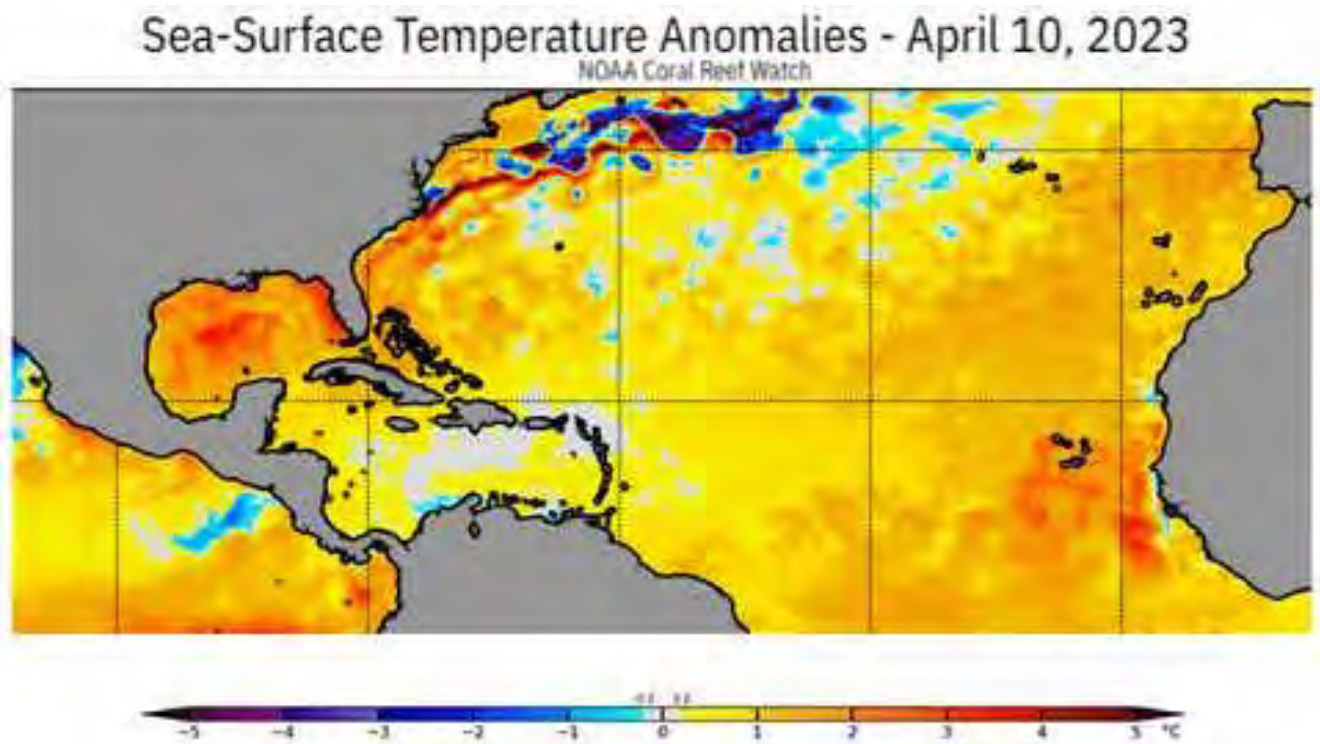 Sea-Surface Temperature Anomalies - April 10, 2023
NOAA Coral Reef Watch
-5 -4 -3 -2 -1 0 1 2 3 4 5 °C